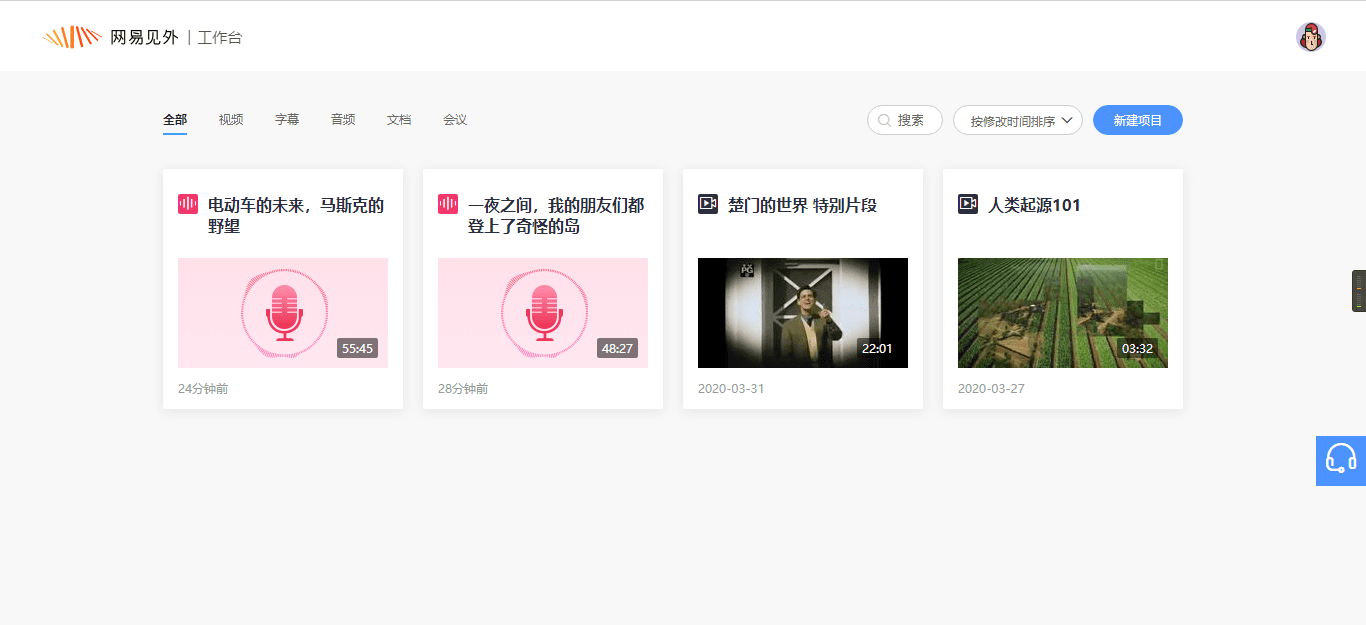 网易见外 | 工作台
全部 视频 字幕 音频 文档 会议
搜索 按修改时间排序 新建项目
电动车的未来，马斯克的
野望
55:45
24分钟前
一夜之间，我的朋友们都
登上了奇怪的岛
48:27
28分钟前
楚门的世界 特别片段
PG
22:01
2020-03-31
人类起源101
03:32
2020-03-27